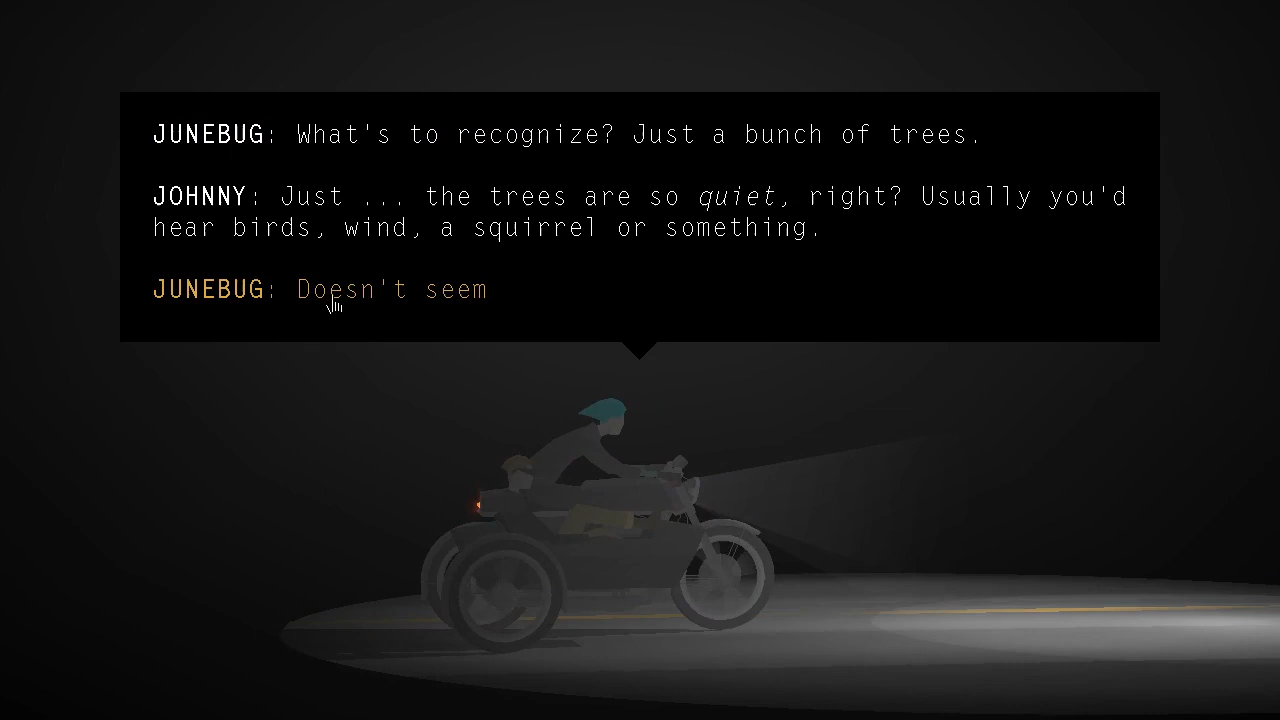 JUNEBUG: What's to recognize? Just a bunch of trees.
JOHNNY: Just ... the trees are so quiet, right? Usually you'd
hear birds, wind, a squirrel or something.
JUNEBUG: Doesn't seem